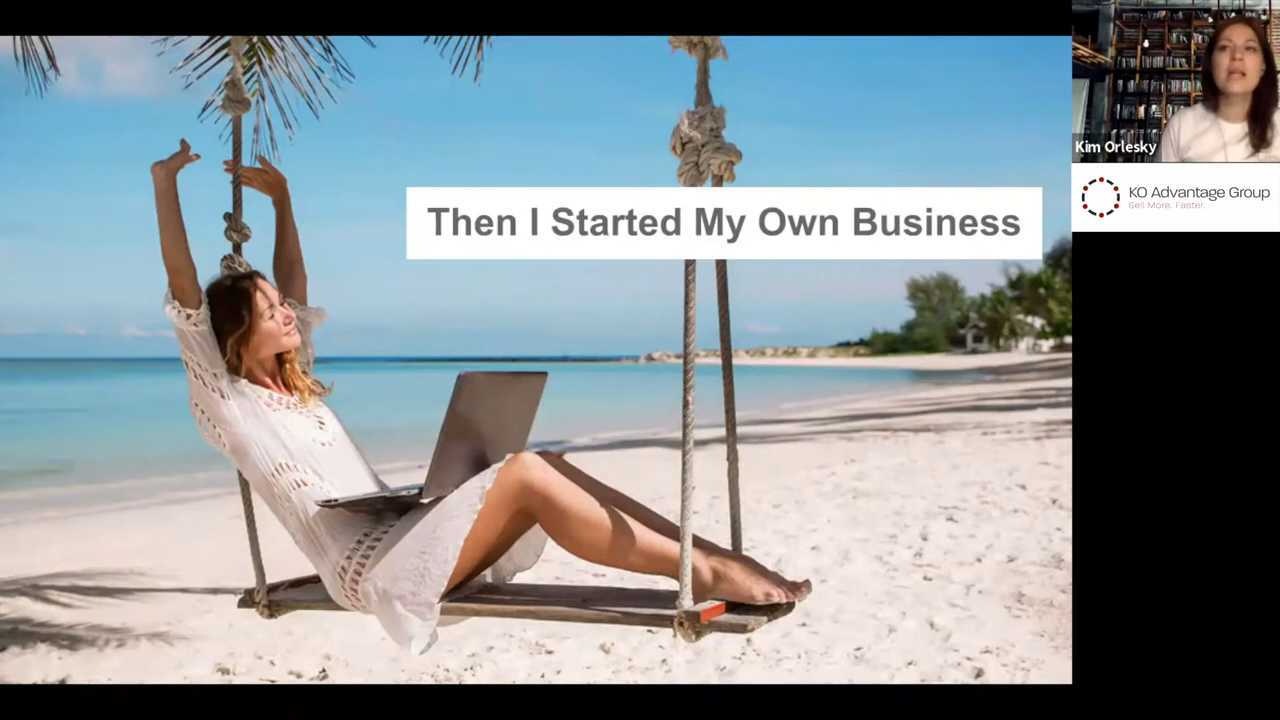 Then I Started My Own Business
Kim Orlesky
KO Advantage Group
Sell More. Faster.